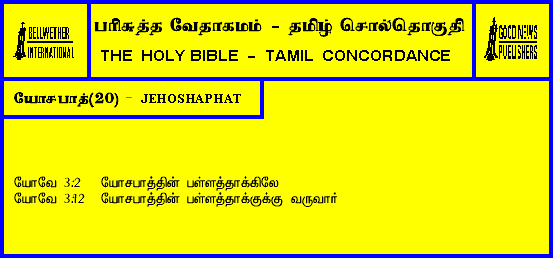 BELLWETHER
INTERNATIONAL
பரிசுத்த வேதாகமம் - தமிழ் சொல்தொகுதி
THE HOLY BIBLE - TAMIL CONCORDANCE
GOOD NEWS
PUBLISHERS
யோசபாத்(20) - JEHOSHAPHAT
யோவே 3:2 யோசபாத்தின் பள்ளத்தாக்கிலே
யோவே 3:12 யோசபாத்தின் பள்ளத்தாக்குக்கு வருவார்